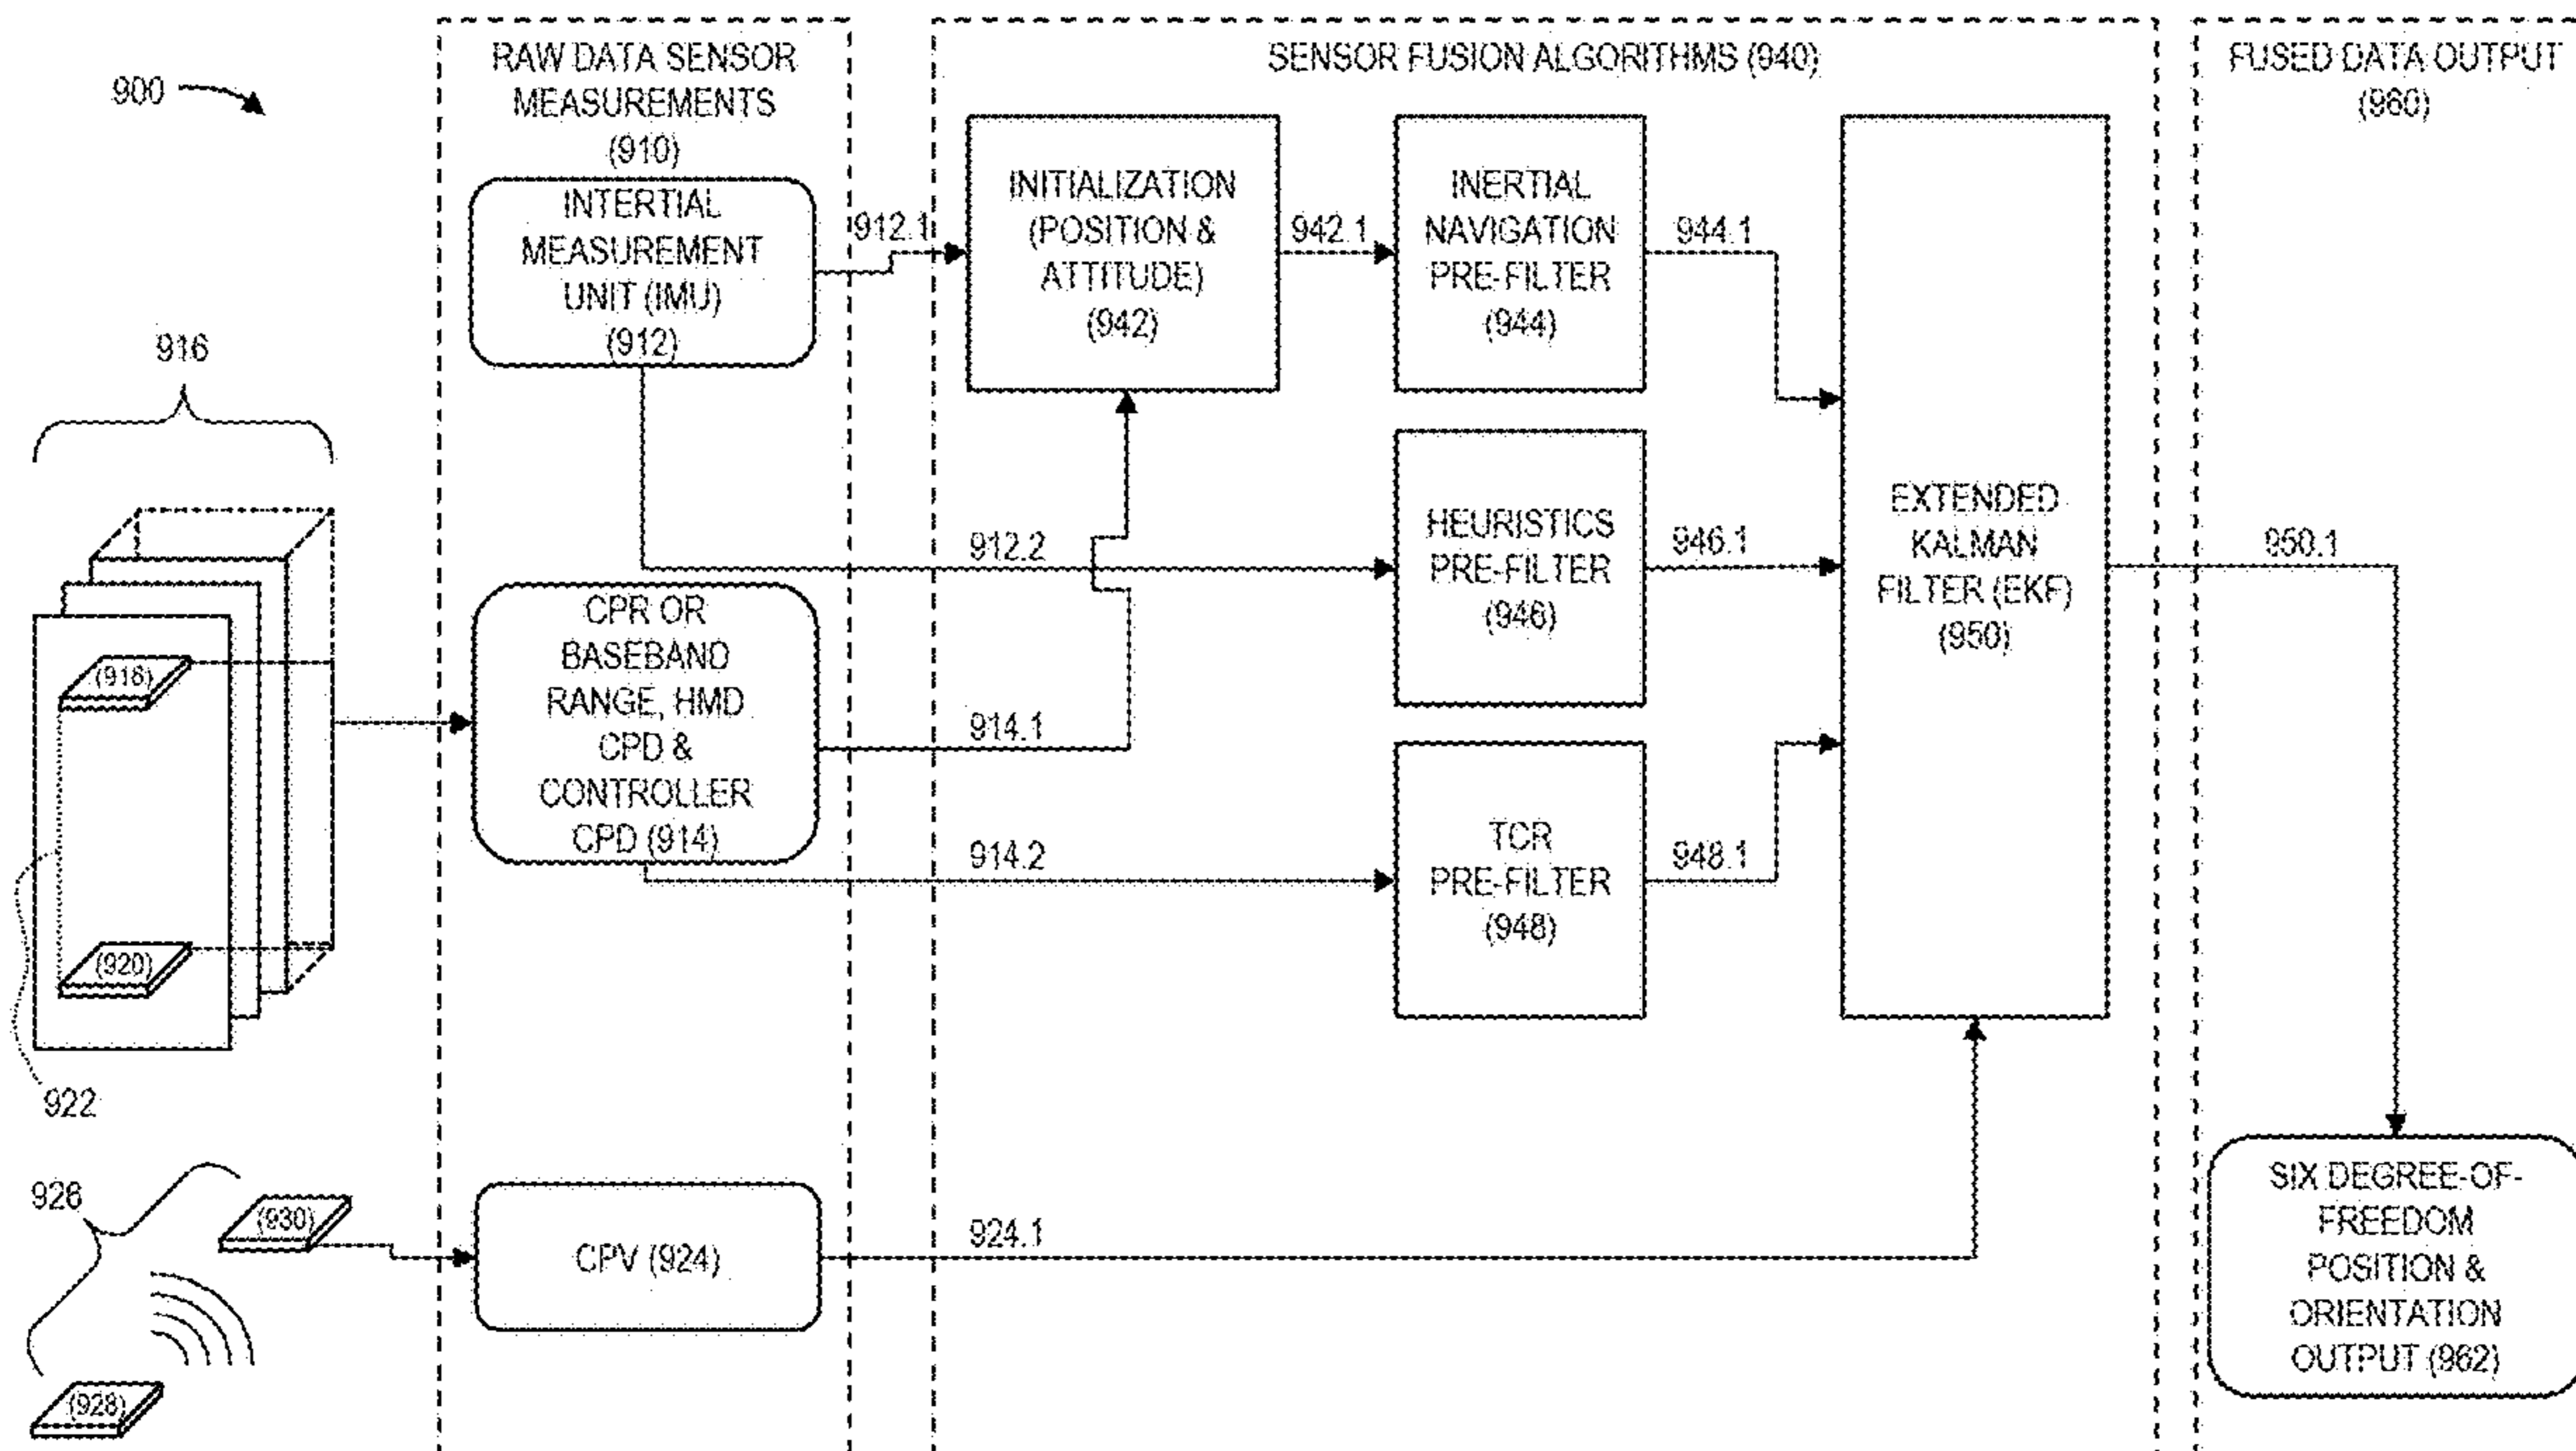 900
916
(918)
(920)
922
926
(930)
(928)
RAW DATA SENSOR
MEASUREMENTS
(910)
INTERTIAL
MEASUREMENT
UNIT (IMU)
(912)
CPR OR
BASEBAND
RANGE, HMD
CPD &
CONTROLLER
CPD (914)
CPV (924)
912.1
912.2
914.1
914.2
924.1
SENSOR FUSION ALGORITHMS (940)
INITIALIZATION
(POSITION &
ATTITUDE)
(942)
942.1
INERTIAL
NAVIGATION
PRE-FILTER
(944)
944.1
HEURISTICS
PRE-FILTER
(946)
946.1
TCR
PRE-FILTER
(948)
948.1
EXTENDED
KALMAN
FILTER (EKF)
(950)
FUSED DATA OUTPUT
(960)
950.1
SIX DEGREE-OF-
FREEDOM
POSITION &
ORIENTATION
OUTPUT (962)